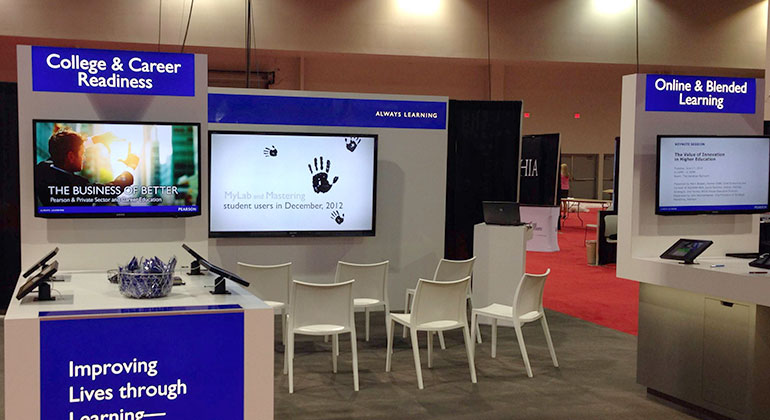 College & Career
Readiness
THE BUSINESS OF BETTER
Pearson & Private Sector and Career Education
ALWAYS LEARNING
PEARSON
ALWAYS LEARNING
MyLab and Mastering
student users in December, 2012
Improving
Lives through
Learning—
HIA
Online & Blended
Learning
KEYNOTE SESSION
The Value of Innovation
in Higher Education